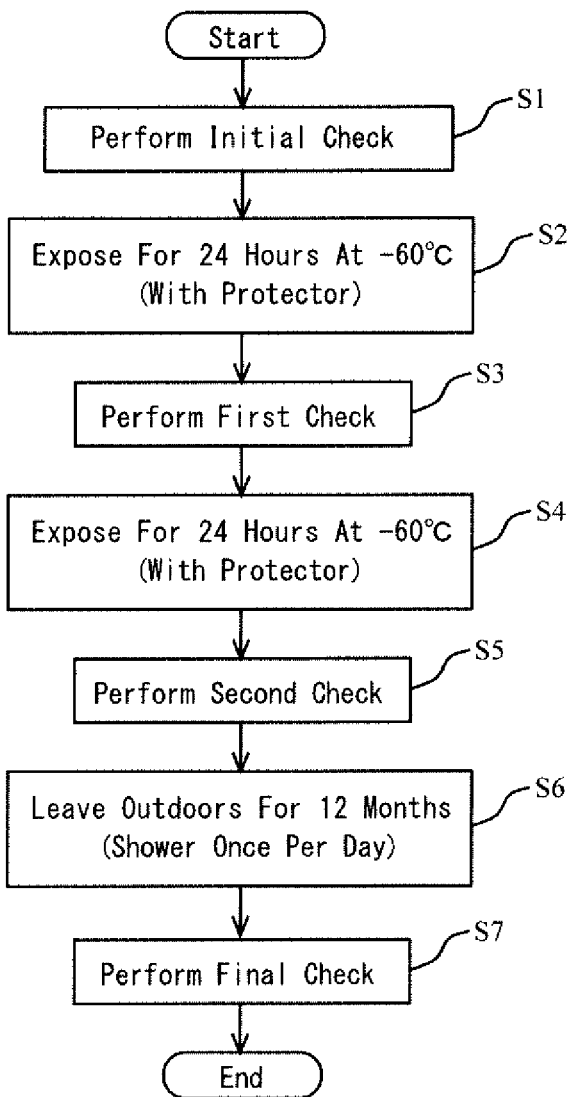 Start
S1
Perform Initial Check
S2
Expose For 24 Hours At -60℃
(With Protector)
S3
Perform First Check
S4
Expose For 24 Hours At -60℃
(With Protector)
S5
Perform Second Check
S6
Leave Outdoors For 12 Months
(Shower Once Per Day)
S7
Perform Final Check
End